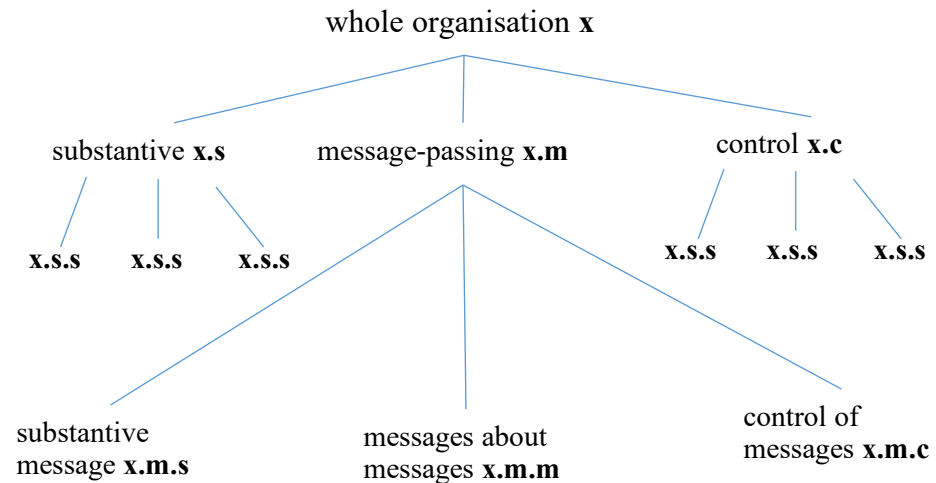 whole organisation x
substantive x.s
message-passing x.m
control x.c
x.s.s x.s.s x.s.s
x.s.s x.s.s x.s.s
substantive
message x.m.s
messages about
messages x.m.m
control of
messages x.m.c